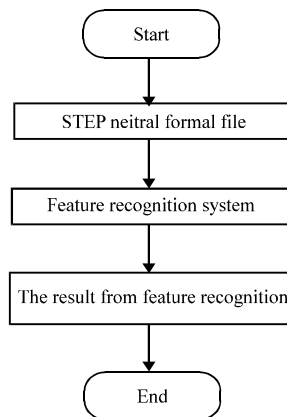 Start
STEP neitral formal file
Feature recognition system
The result from feature recognition
End